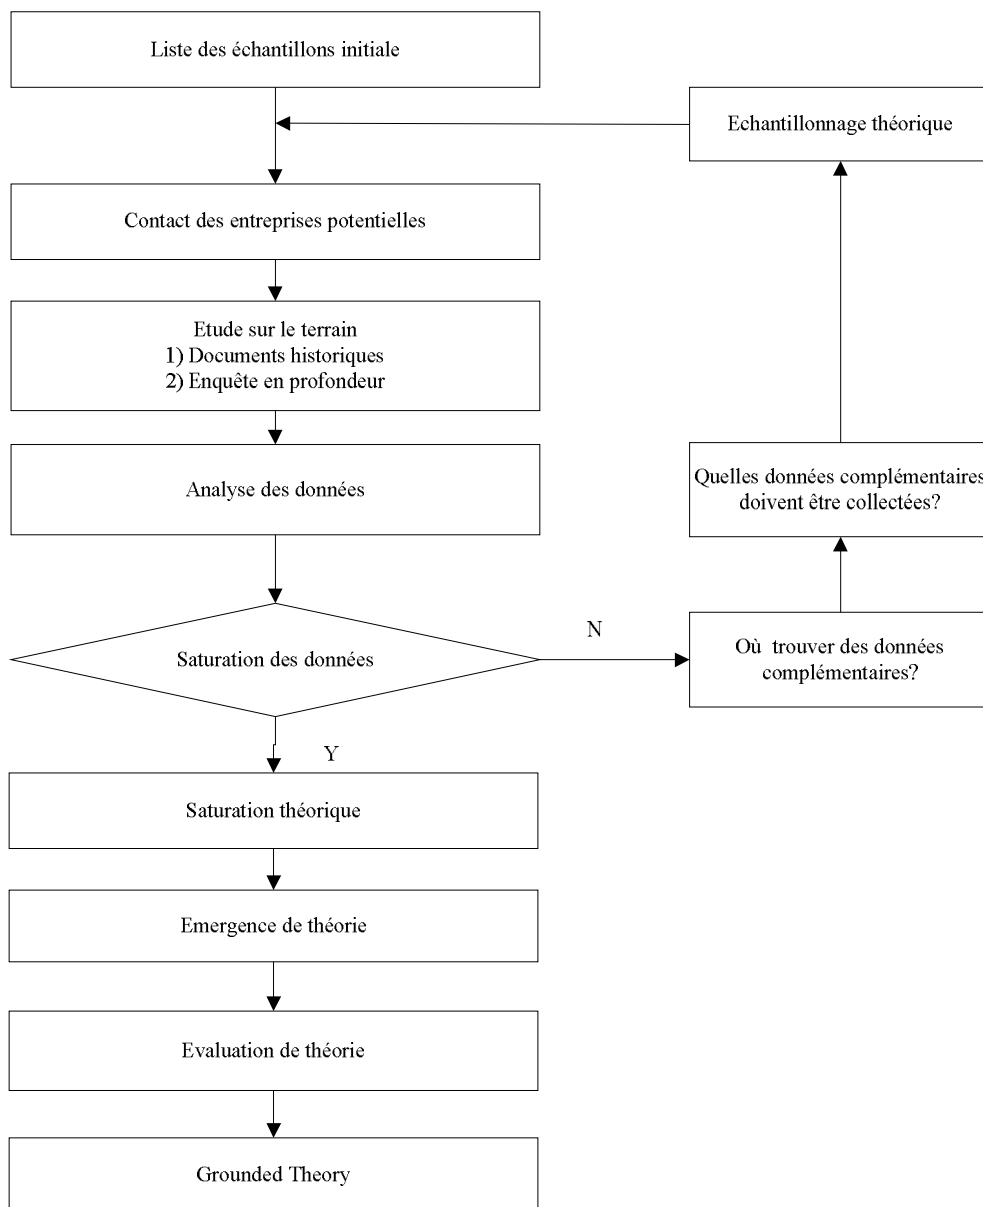 Liste des échantillons initiale
Echantillonnage théorique
Contact des entreprises potentielles
Etude sur le terrain
1) Documents historiques
2) Enquête en profondeur
Analyse des données
Quelles données complémentaires
doivent être collectées?
Saturation des données
N
Où trouver des données
complémentaires?
Y
Saturation théorique
Emergence de théorie
Evaluation de théorie
Grounded Theory